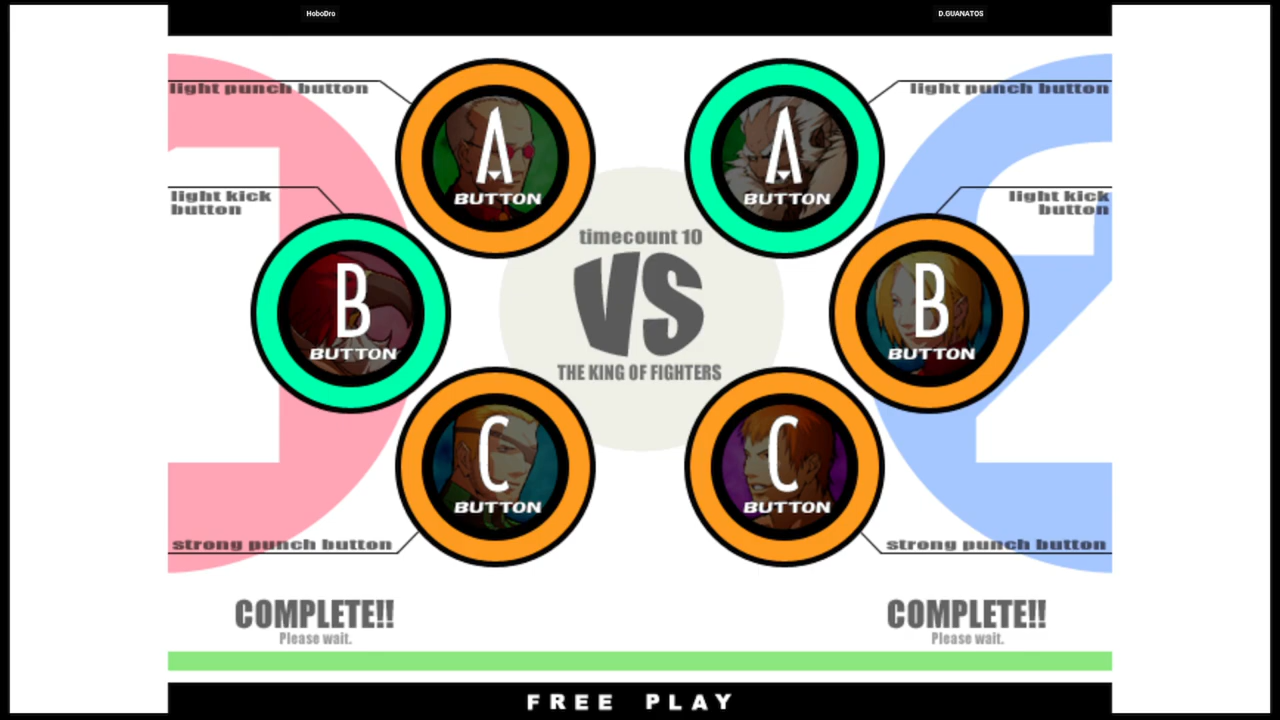 HoboDro
D.GUANATOS
light punch button
light punch button
A
BUTTON
A
BUTTON
light kick
button
light kick
button
timecount 10
VS
THE KING OF FIGHTERS
B
BUTTON
B
BUTTON
C
BUTTON
C
BUTTON
strong punch button
strong punch button
COMPLETE!!
Please wait.
COMPLETE!!
Please wait.
FREE PLAY